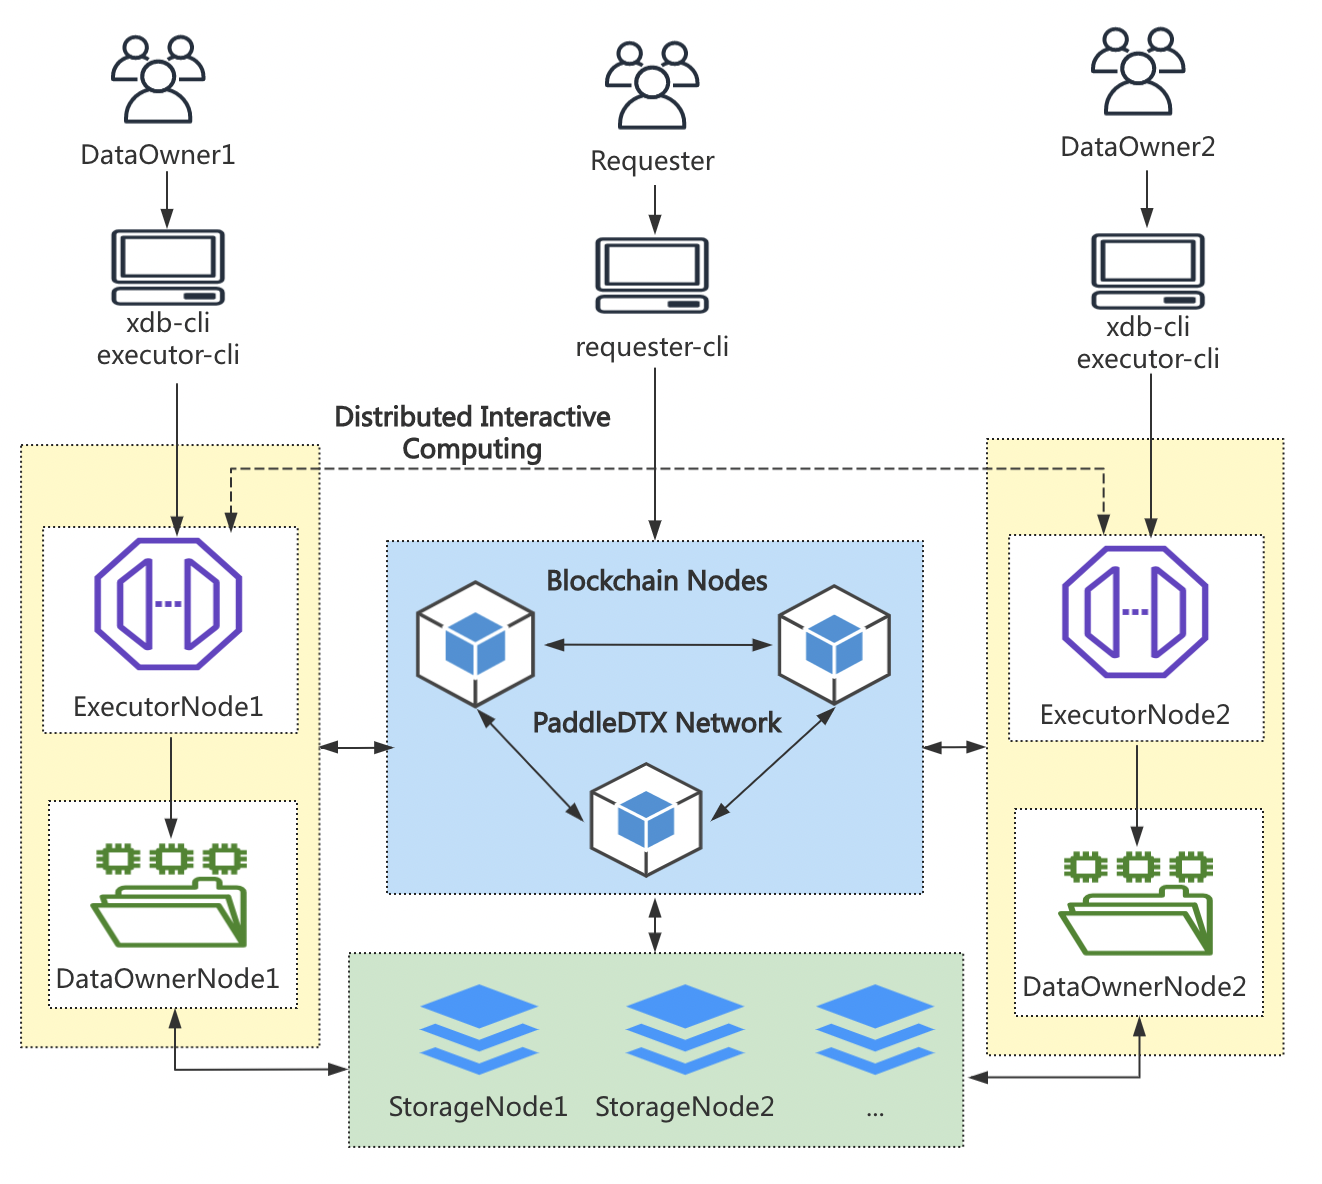 DataOwner1
Requester
DataOwner2
xdb-cli
executor-cli
requester-cli
xdb-cli
executor-cli
Distributed Interactive
Computing
Blockchain Nodes
PaddleDTX Network
ExecutorNode1
ExecutorNode2
DataOwnerNode1
DataOwnerNode2
StorageNode1
StorageNode2
...